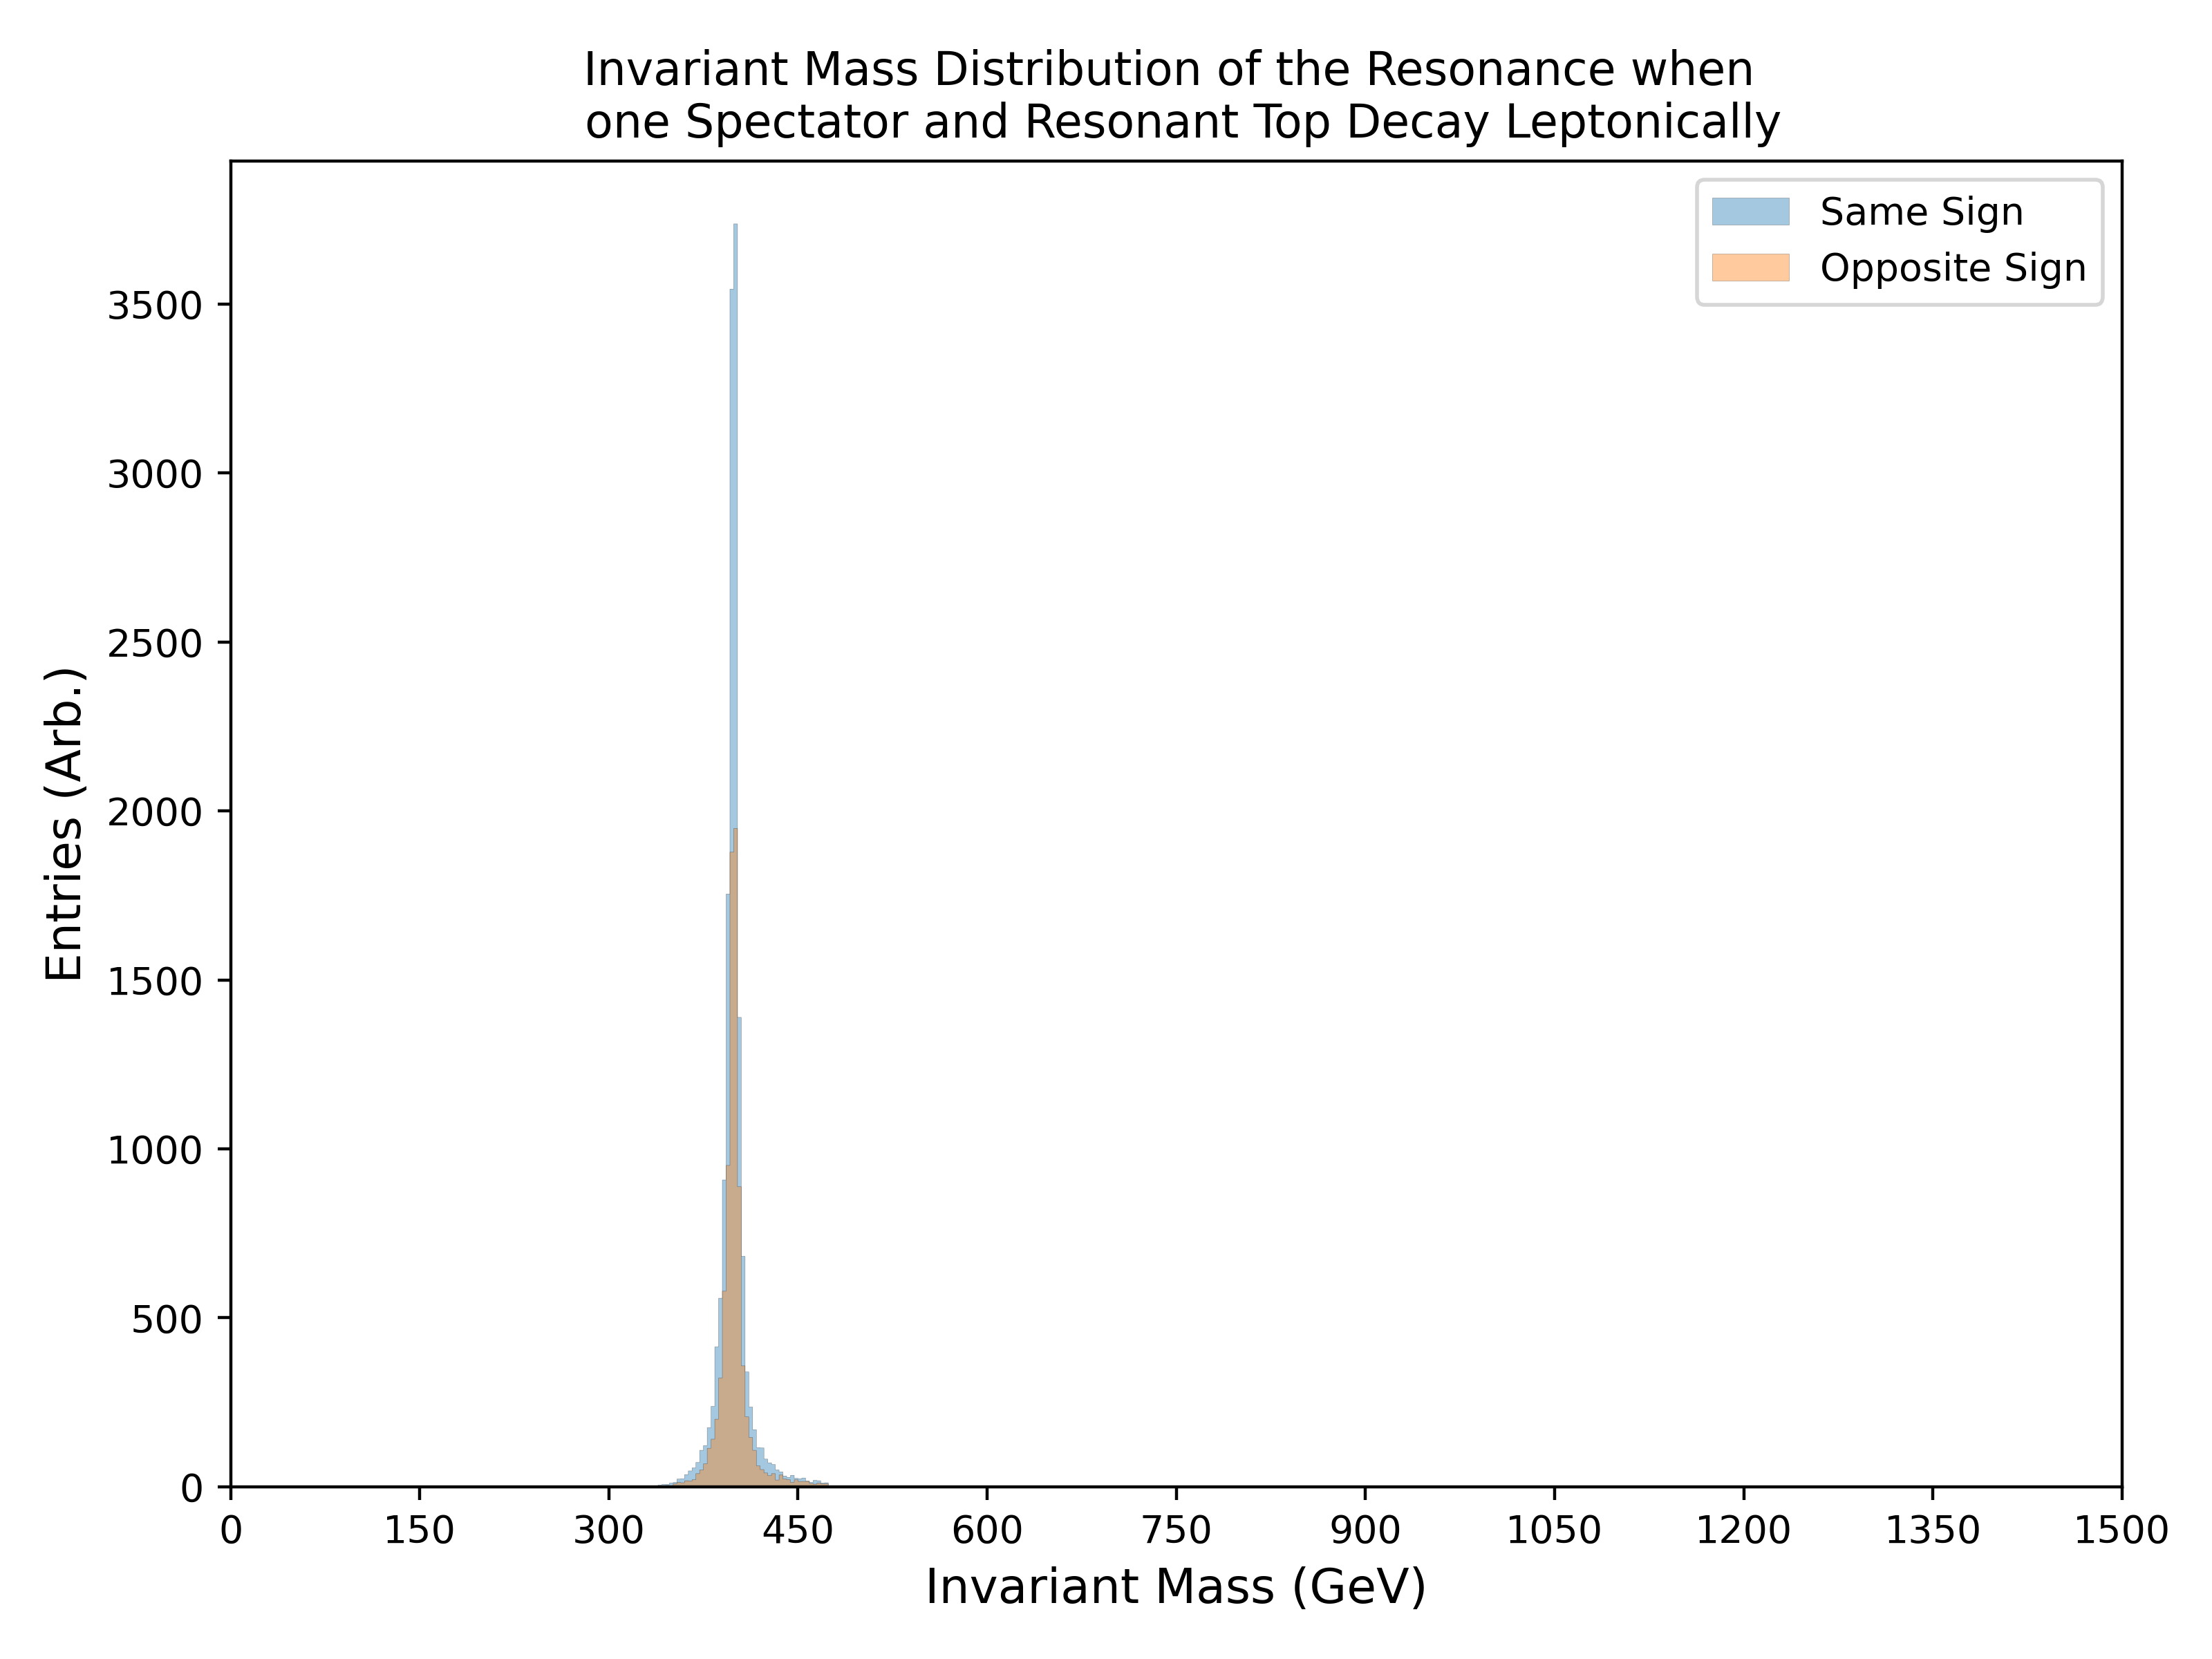 Invariant Mass Distribution of the Resonance when
one Spectator and Resonant Top Decay Leptonically
Same Sign
Opposite Sign
Entries (Arb.)
3500
3000
2500
2000
1500
1000
500
0
0 150 300 450 600 750 900 1050 1200 1350 1500
Invariant Mass (GeV)